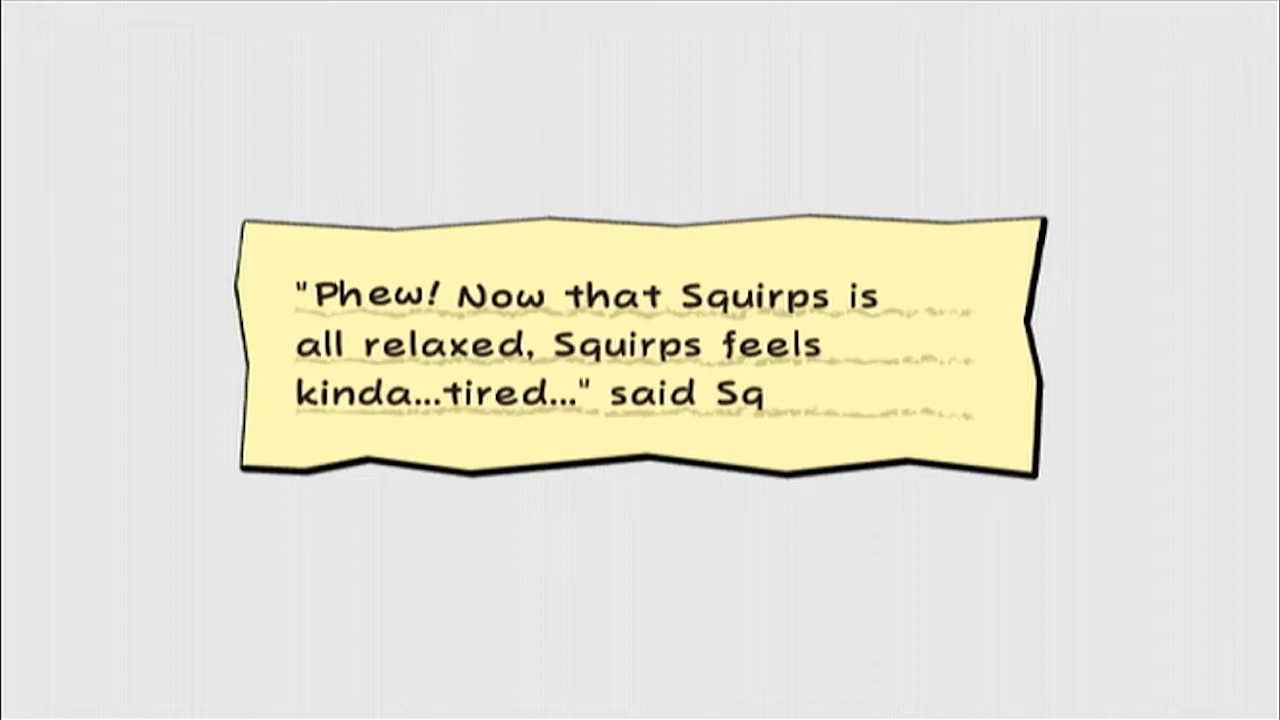 "Phew! Now that Squirps is
all relaxed, Squirps feels
kinda...tired..." said Sq